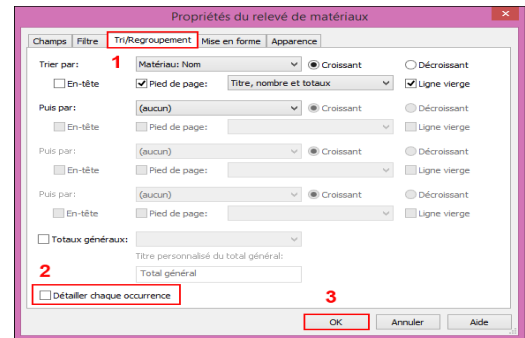 Propriétés du relevé de matériaux
Champs Filtre Tri/Regroupement Mise en forme Apparence
1
Trier par: Matériau: Nom Croissant Décroissant
En-tête Pied de page: Titre, nombre et totaux Ligne vierge
Puis par: (aucun) Croissant Décroissant
En-tête Pied de page: Ligne vierge
Puis par: (aucun) Croissant Décroissant
En-tête Pied de page: Ligne vierge
Puis par: (aucun) Croissant Décroissant
En-tête Pied de page: Ligne vierge
Totaux généraux:
Titre personnalisé du total général:
Total général
2
Détailler chaque occurrence
3
OK Annuler Aide